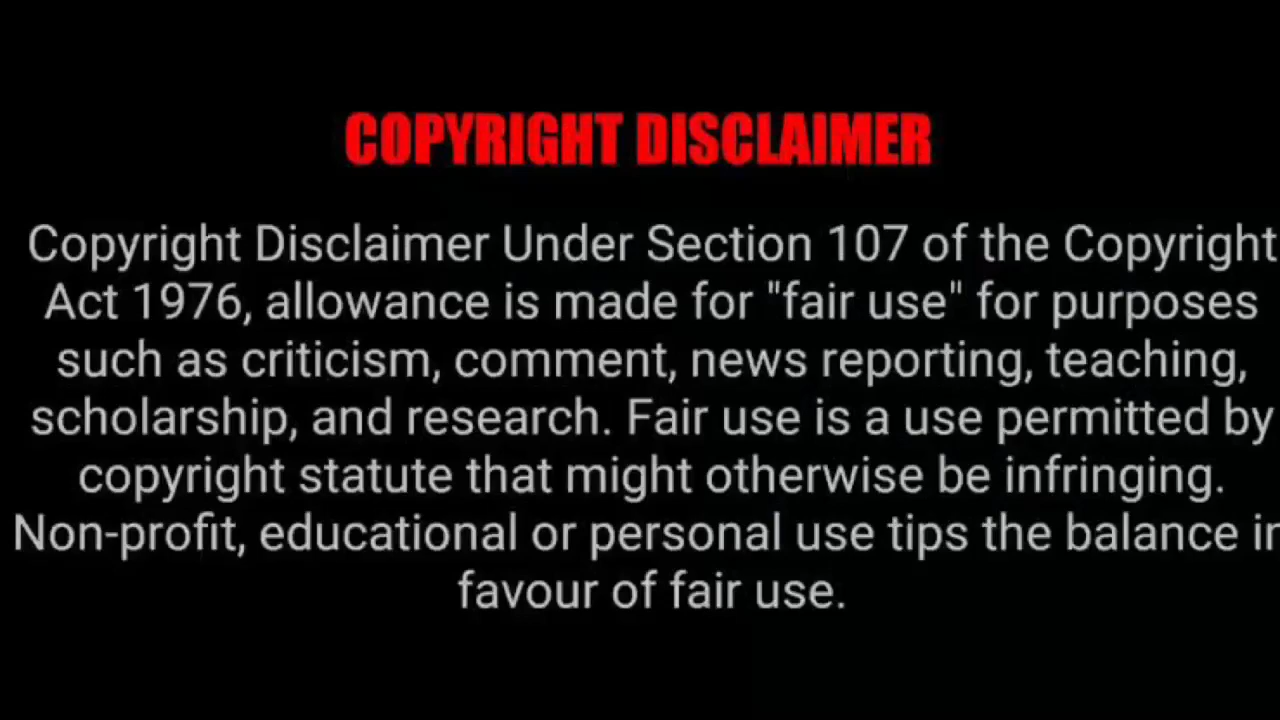 COPYRIGHT DISCLAIMER
Copyright Disclaimer Under Section 107 of the Copyright
Act 1976, allowance is made for "fair use" for purposes
such as criticism, comment, news reporting, teaching,
scholarship, and research. Fair use is a use permitted by
copyright statute that might otherwise be infringing.
Non-profit, educational or personal use tips the balance in
favour of fair use.